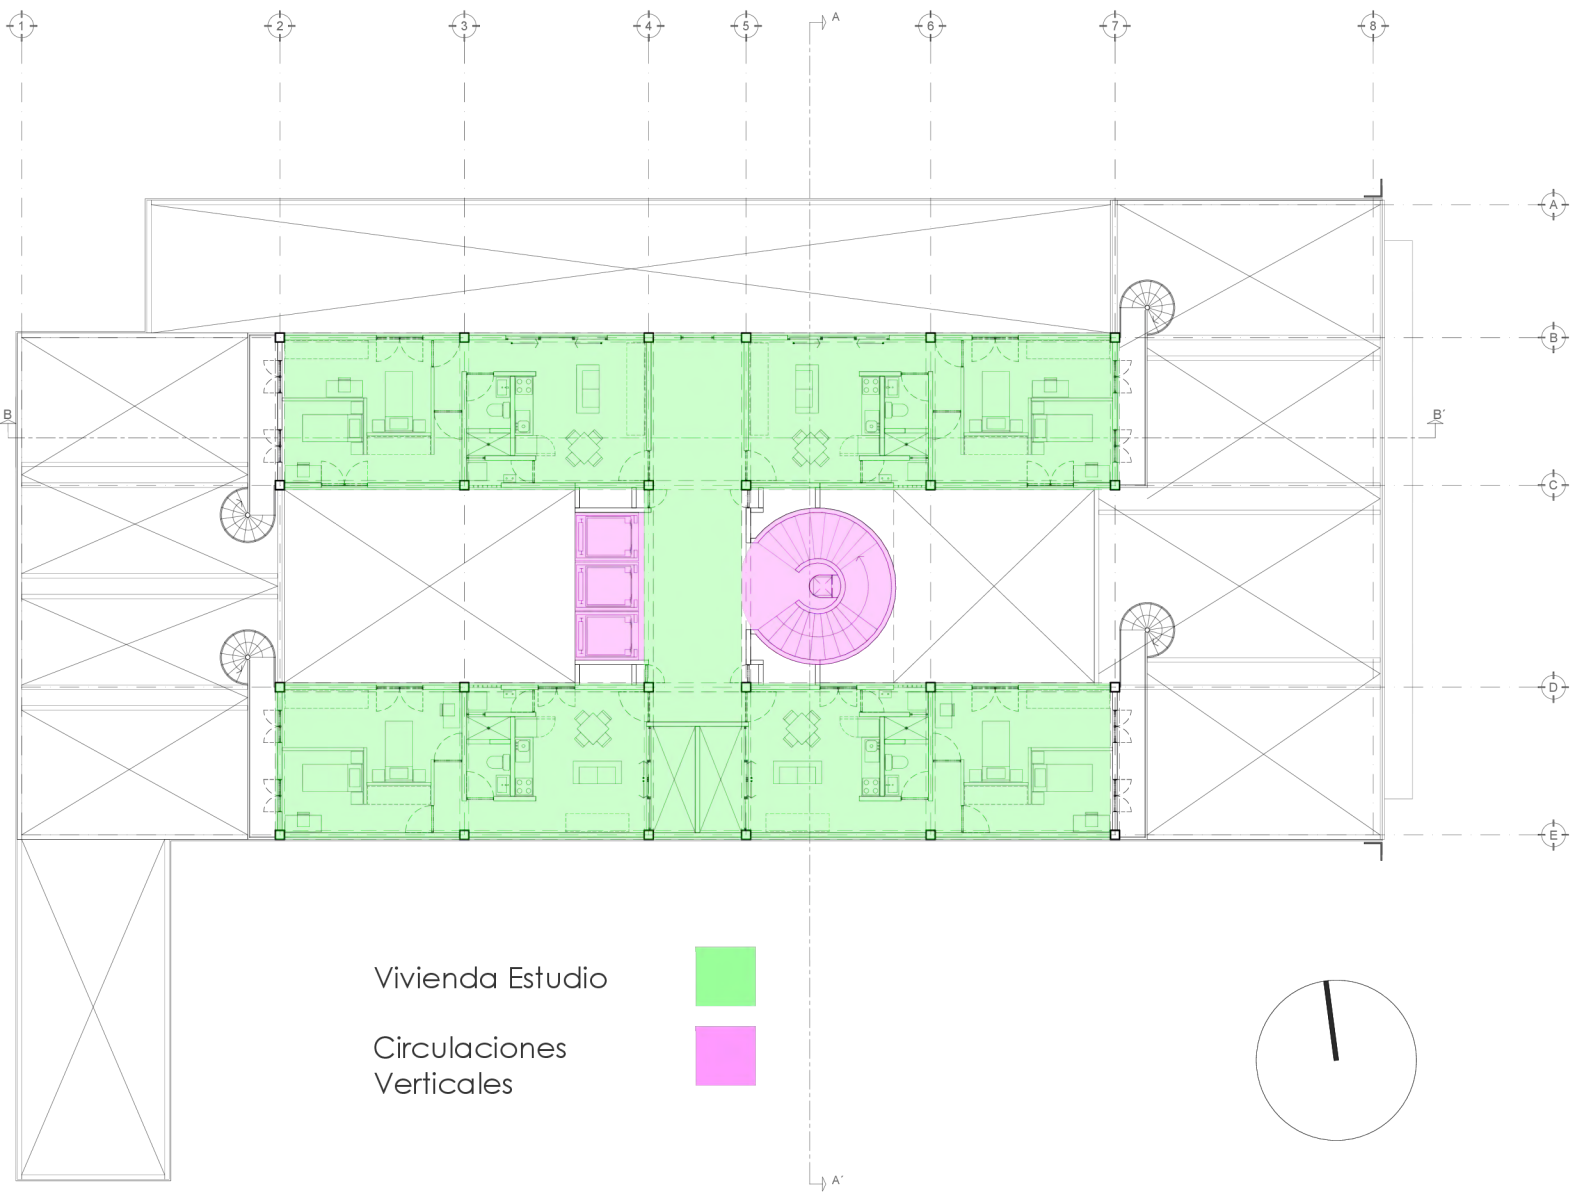 1 2 3 4 5 6 7 8
A
A
B
B
B´
C
D
E
Vivienda Estudio
Circulaciones
Verticales
A´